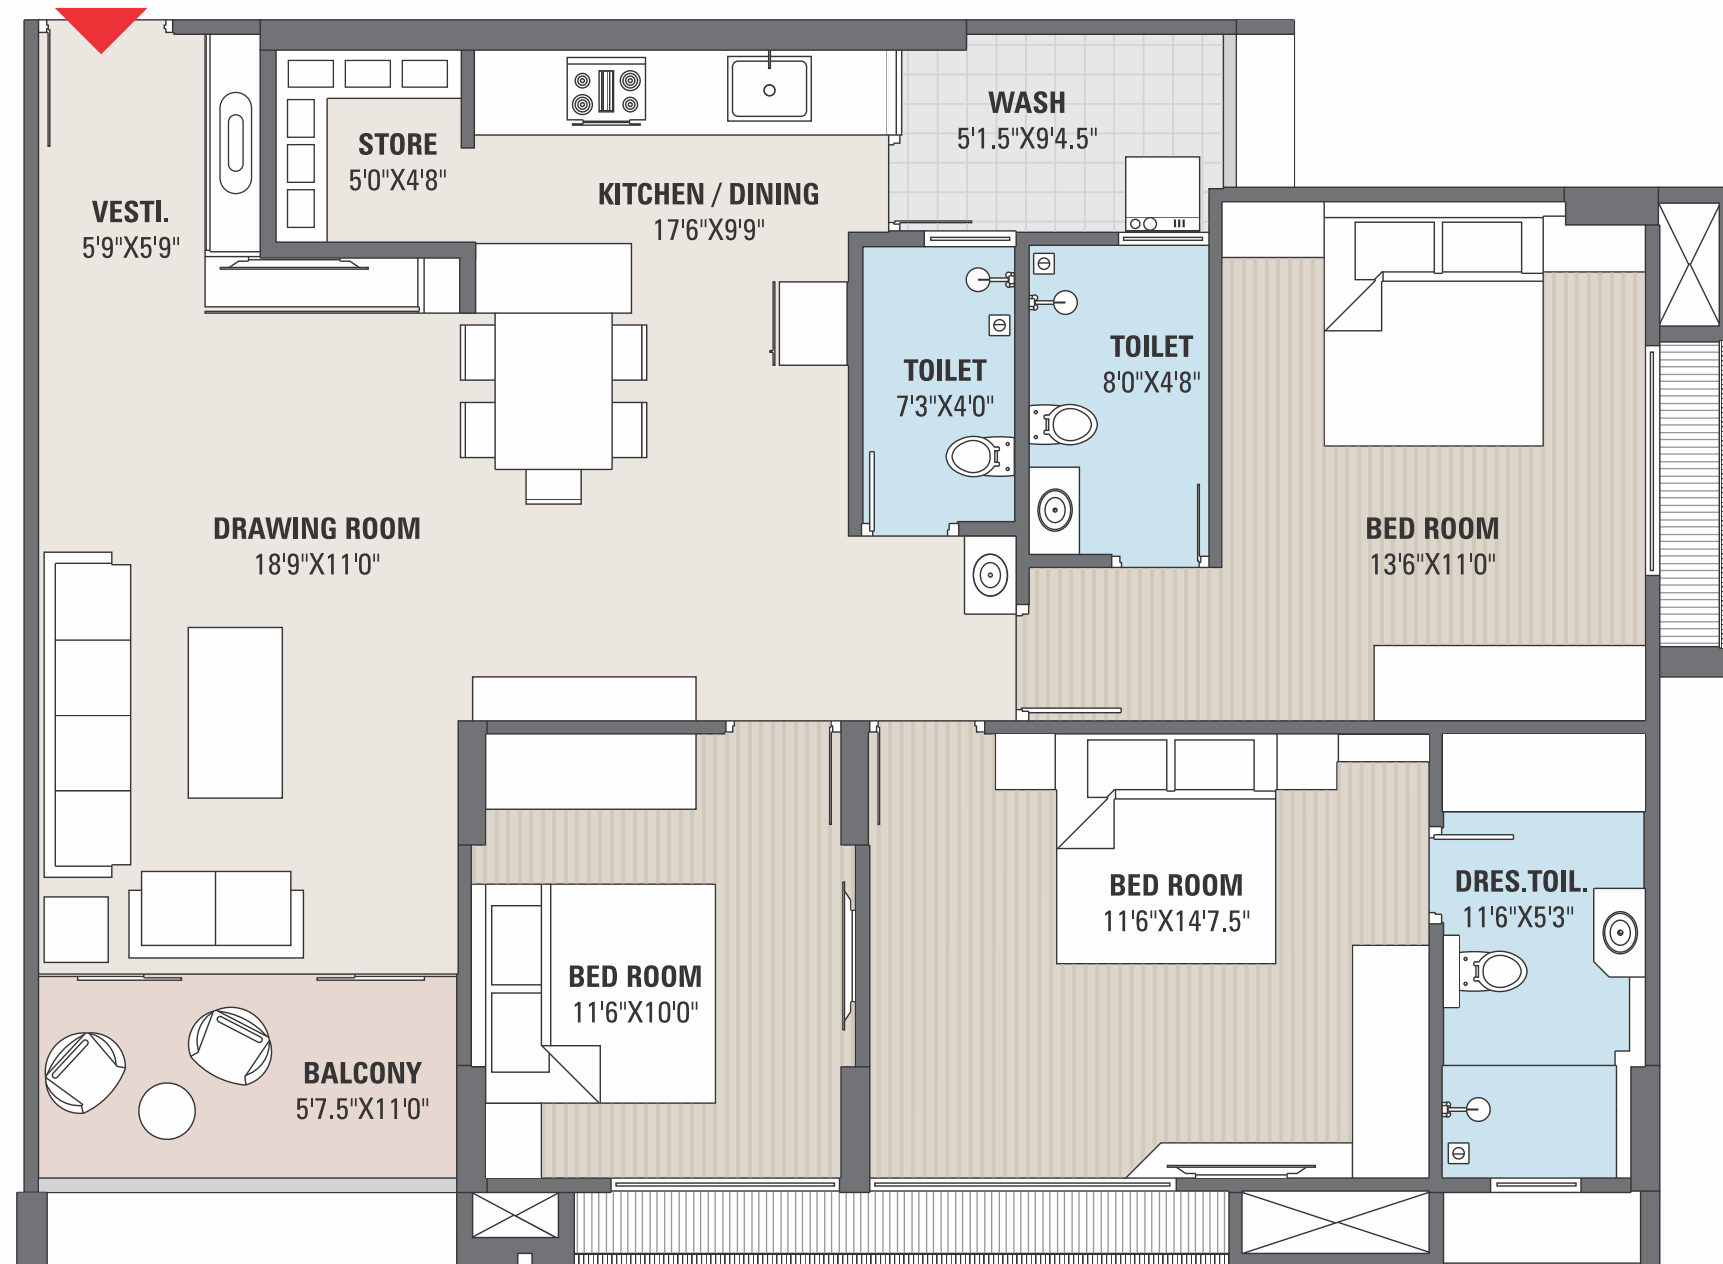 WASH
5'1.5"X9'4.5"
STORE
5'0"X4'8"
KITCHEN / DINING
17'6"X9'9"
VESTI.
5'9"X5'9"
TOILET
7'3"X4'0"
TOILET
8'0"X4'8"
DRAWING ROOM
18'9"X11'0"
BED ROOM
13'6"X11'0"
BED ROOM
11'6"X14'7.5"
DRES.TOIL.
11'6"X5'3"
BED ROOM
11'6"X10'0"
BALCONY
5'7.5"X11'0"